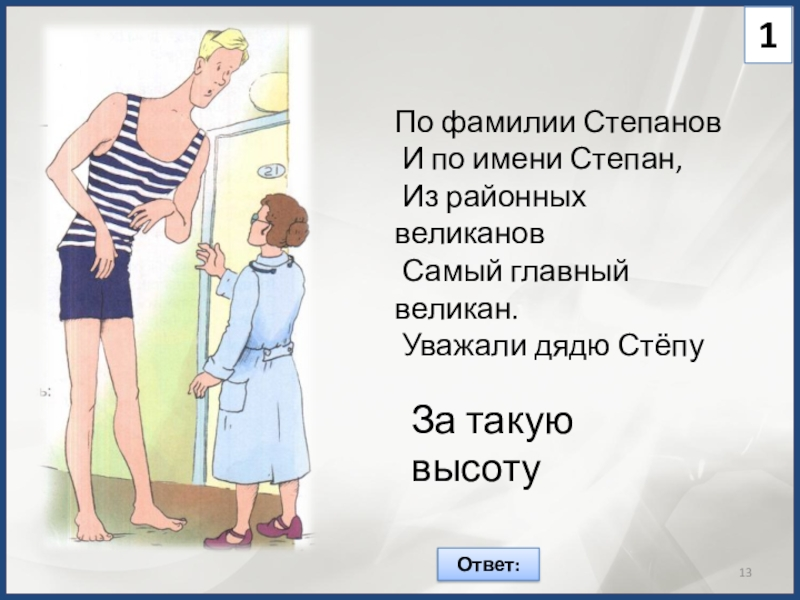 1
По фамилии Степанов
И по имени Степан,
Из районных
великанов
Самый главный
великан.
Уважали дядю Стёпу
За такую
высоту
Ответ:
13
21
ь: